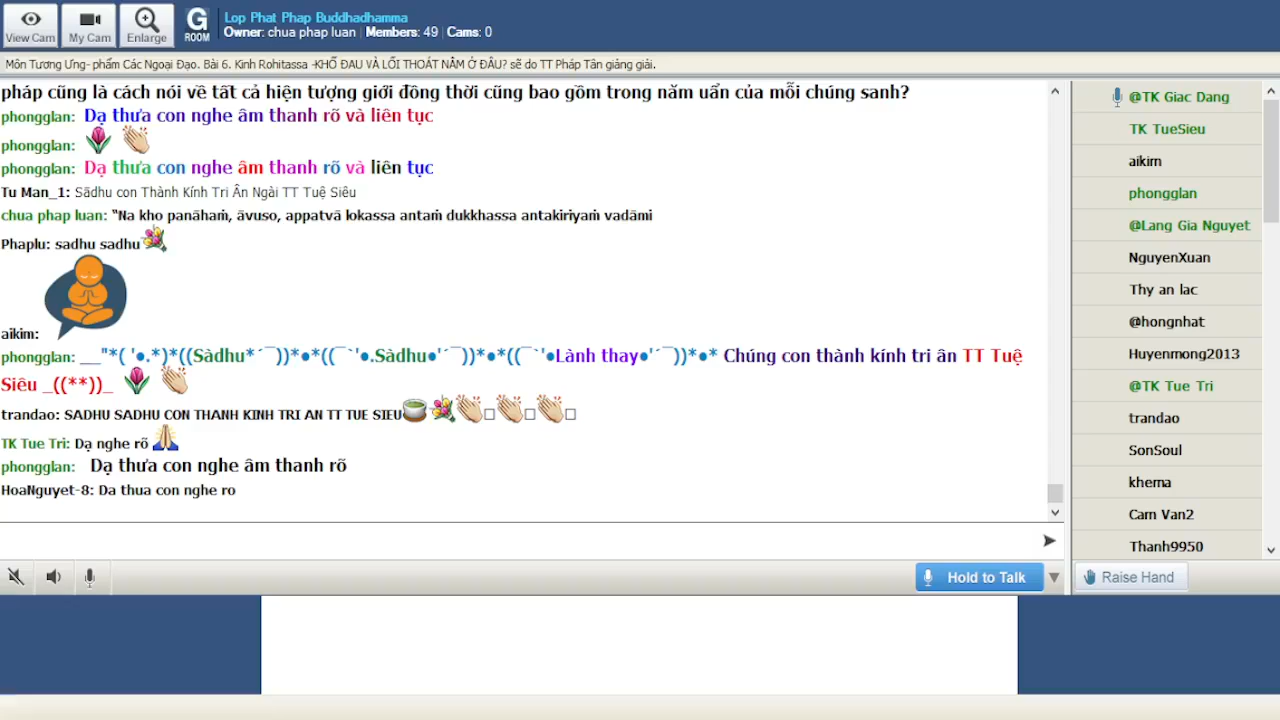 View Cam
My Cam
Enlarge
G
ROOM
Lop Phat Phap Buddhadhamma
Owner: chua phap luan | Members: 49 | Cams: 0
Môn Tương Ưng- phẩm Các Ngoại Đạo. Bài 6. Kinh Rohitassa -KHỔ ĐAU VÀ LỐI THOÁT NẰM Ở ĐÂU? sẽ do TT Pháp Tân giảng giải.
pháp cũng là cách nói về tất cả hiện tượng giới đồng thời cũng bao gồm trong năm uẩn của mỗi chúng sanh?
phongglan: Dạ thưa con nghe âm thanh rõ và liên tục
phongglan:
phongglan: Dạ thưa con nghe âm thanh rõ và liên tục
Tu Man_1: Sādhu con Thành Kính Tri Ân Ngài TT Tuệ Siêu
chua phap luan: “Na kho panāhaṁ, āvuso, appatvā lokassa antaṁ dukkhassa antakiriyaṁ vadāmi
Phaplu: sadhu sadhu
aikim:
phongglan: __"*( '●.*)*((Sàdhu*´¯))*●*((¯`'●.Sàdhu●'´¯))*●*((¯`'●Lành thay●'´¯))*●* Chúng con thành kính tri ân TT Tuệ
Siêu _((**))_
trandao: SADHU SADHU CON THANH KINH TRI AN TT TUE SIEU
TK Tue Tri: Dạ nghe rõ
phongglan: Dạ thưa con nghe âm thanh rõ
HoaNguyet-8: Da thua con nghe ro
@TK Giac Dang
TK TueSieu
aikim
phongglan
@Lang Gia Nguyet
NguyenXuan
Thy an lac
@hongnhat
Huyenmong2013
@TK Tue Tri
trandao
SonSoul
khema
Cam Van2
Thanh9950
Hold to Talk
Raise Hand